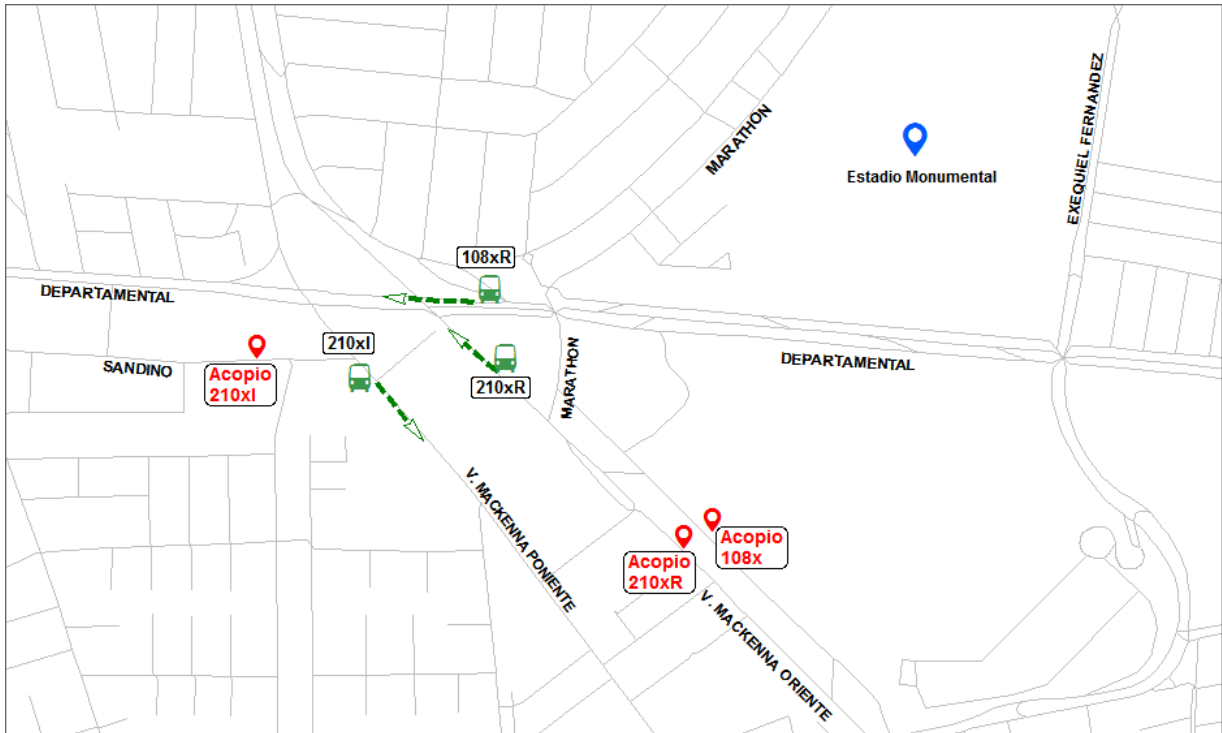 EXEQUIEL FERNANDEZ
MARATHON
Estadio Monumental
108xR
DEPARTAMENTAL
210xI
SANDINO
Acopio
210xI
210xR
MARATHON
DEPARTAMENTAL
V. MACKENNA PONIENTE
Acopio
108x
Acopio
210xR
V. MACKENNA ORIENTE